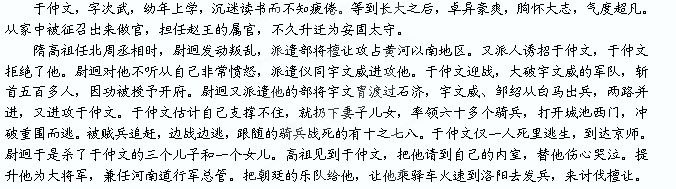 于仲文，字次武，幼年上学，沉迷读书而不知疲倦。等到长大之后，卓异豪爽，胸怀大志，气度超凡。
从家中被征召出来做官，担任赵王的属官，不久升迁为安固太守。
隋高祖任北周丞相时，尉迥发动叛乱，派遣部将檀让攻占黄河以南地区。又派人诱招于仲文，于仲文
拒绝了他。尉迥对他不听从自己非常愤怒，派遣仪同宇文威进攻他。于仲文迎战，大破宇文威的军队，斩
首五百多人，因功被授予开府。尉迥又派遣他的部将宇文胄渡过石济，宇文威、邹绍从白马出兵，两路并
进，又进攻于仲文。于仲文估计自己支撑不住，就扔下妻子儿女，率领六十多个骑兵，打开城池西门，冲
破重围而逃。被贼兵追赶，边战边逃，跟随的骑兵战死的有十之七八。于仲文仅一人死里逃生，到达京师。
尉迥于是杀了于仲文的三个儿子和一个女儿。高祖见到于仲文，把他请到自己的内室，替他伤心哭泣。提
升他为大将军，兼任河南道行军总管。把朝廷的乐队给他，让他乘驿车火速到洛阳去发兵，来讨伐檀让。